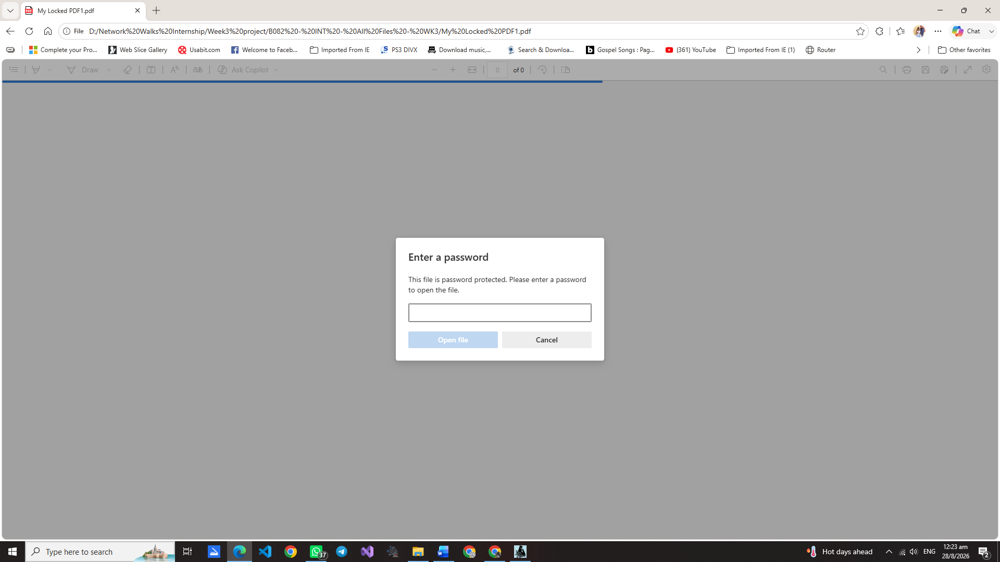 My Locked PDF1.pdf
File D:/Network%20Walks%20Internship/Week3%20project/B082%20-%20INT%20-%20All%20Files%20-%20WK3/My%20Locked%20PDF1.pdf
Chat
Complete your Pro... Web Slice Gallery Usabit.com Welcome to Faceb... Imported From IE PS3 DIVX Download music,... Search & Downloa... Gospel Songs : Pag... (361) YouTube Imported From IE (1) Router Other favorites
Draw Ask Copilot 0 of 0
Enter a password
This file is password protected. Please enter a password
to open the file.
Open file Cancel
Type here to search
37
Hot days ahead
ENG
12:23 am
28/8/2026
2